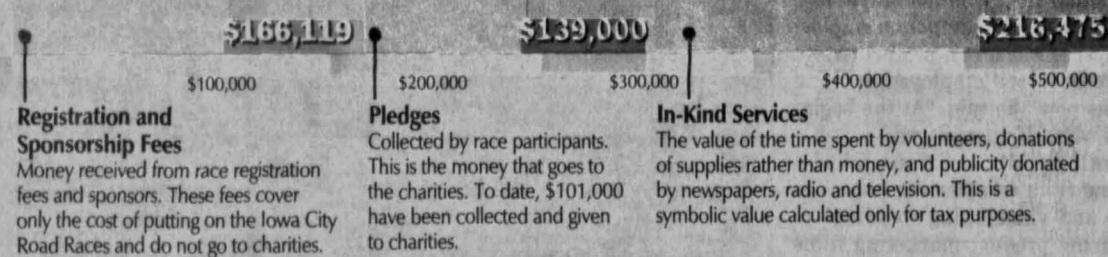 $166,119 $139,000 $216,475
$100,000 $200,000 $300,000 $400,000 $500,000
Registration and
Sponsorship Fees
Money received from race registration
fees and sponsors. These fees cover
only the cost of putting on the Iowa City
Road Races and do not go to charities.
Pledges
Collected by race participants.
This is the money that goes to
the charities. To date, $101,000
have been collected and given
to charities.
In-Kind Services
The value of the time spent by volunteers, donations
of supplies rather than money, and publicity donated
by newspapers, radio and television. This is a
symbolic value calculated only for tax purposes.